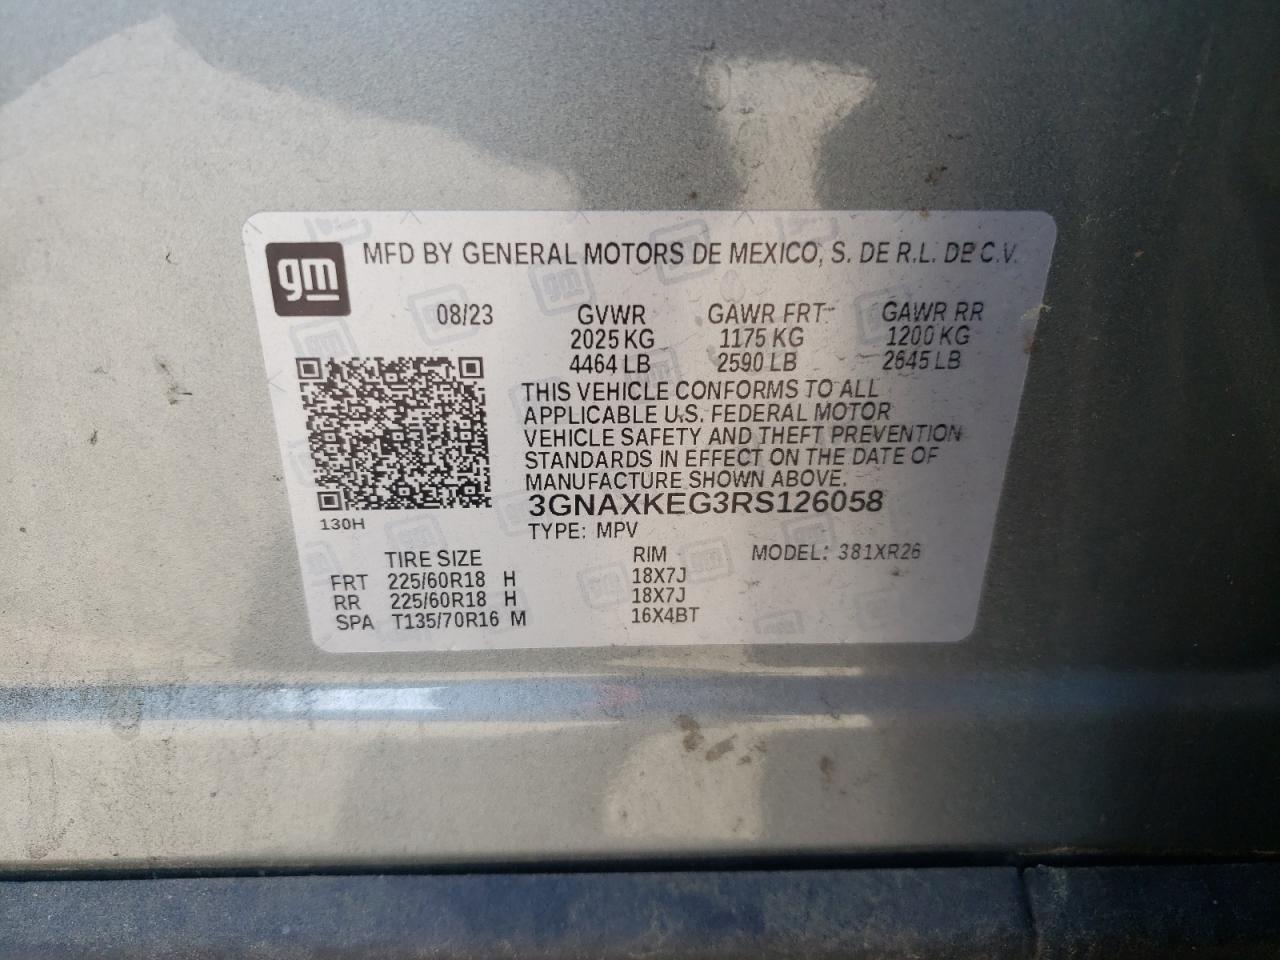 gm
MFD BY GENERAL MOTORS DE MEXICO, S. DE R.L. DE C.V.
08/23 GVWR GAWR FRT GAWR RR
2025 KG 1175 KG 1200 KG
4464 LB 2590 LB 2645 LB
THIS VEHICLE CONFORMS TO ALL
APPLICABLE U.S. FEDERAL MOTOR
VEHICLE SAFETY AND THEFT PREVENTION
STANDARDS IN EFFECT ON THE DATE OF
MANUFACTURE SHOWN ABOVE.
3GNAXKEG3RS126058
130H
TYPE: MPV
TIRE SIZE RIM MODEL: 381XR26
FRT 225/60R18 H 18X7J
RR 225/60R18 H 18X7J
SPA T135/70R16 M 16X4BT